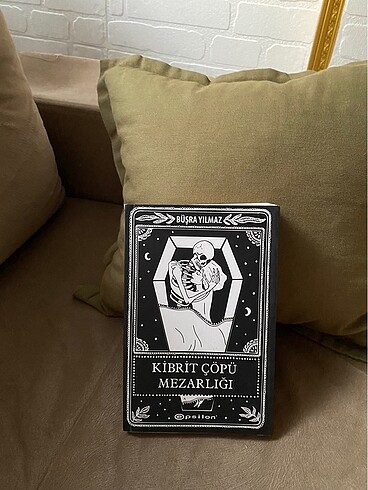 BÜŞRA YILMAZ
KİBRİT ÇÖPÜ
MEZARLIĞI
epsilon